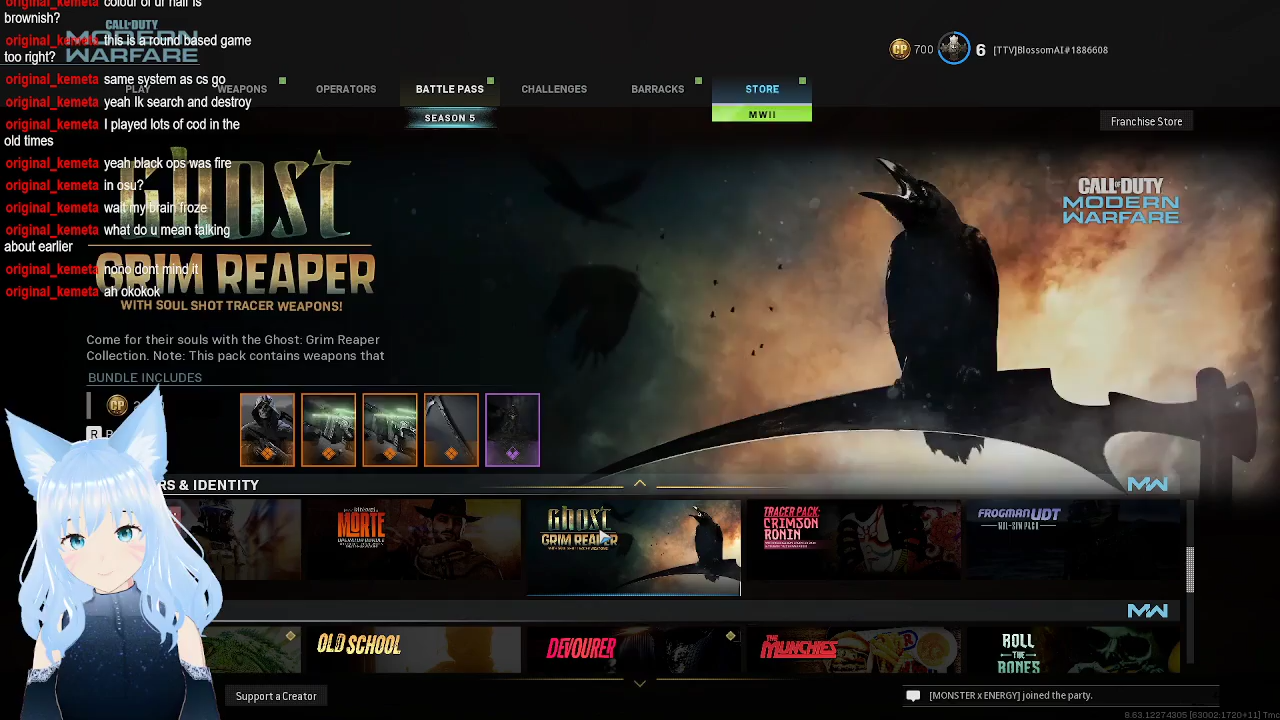 original_kemeta colour of ur hair is
brownish?
original_kemeta this is a round based game
too right?
original_kemeta same system as cs go
original_kemeta yeah Ik search and destroy
original_kemeta I played lots of cod in the
old times
original_kemeta yeah black ops was fire
original_kemeta in osu?
original_kemeta wait my brain froze
original_kemeta what do u mean talking
about earlier
original_kemeta nono dont mind it
original_kemeta ah okokok
CALL OF DUTY
MODERN
WARFARE
CP 700 6 [TTV]BlossomAI#1886608
PLAY WEAPONS OPERATORS BATTLE PASS CHALLENGES BARRACKS STORE
SEASON 5 MWII
Franchise Store
GHOST
GRIM REAPER
WITH SOUL SHOT TRACER WEAPONS!
CALL OF DUTY
MODERN
WARFARE
Come for their souls with the Ghost: Grim Reaper
Collection. Note: This pack contains weapons that
BUNDLE INCLUDES
CP
R
RS & IDENTITY MW
MORTE
GHOST
GRIM REAPER
TRACER PACK:
CRIMSON
RONIN
FROGMAN UDT
MIL-SIM PACK
MW
OLD SCHOOL DEVOURER THE MUNCHIES ROLL
THE
BONES
Support a Creator
[MONSTER x ENERGY] joined the party.